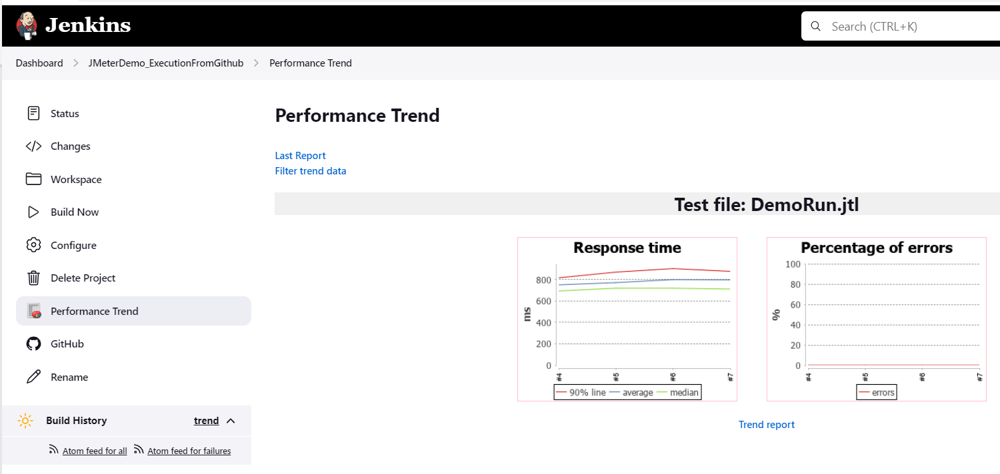 Jenkins
Search (CTRL+K)
Dashboard
JMeterDemo_ExecutionFromGithub
Performance Trend
Status
Changes
Workspace
Build Now
Configure
Delete Project
Performance Trend
GitHub
Rename
Build History
trend
Atom feed for all
Atom feed for failures
Performance Trend
Last Report
Filter trend data
Test file: DemoRun.jtl
Response time
ms
800
600
400
200
0
#4
#5
#6
#7
90% line
average
median
Percentage of errors
%
100
80
60
40
20
0
#4
#5
#6
#7
errors
Trend report